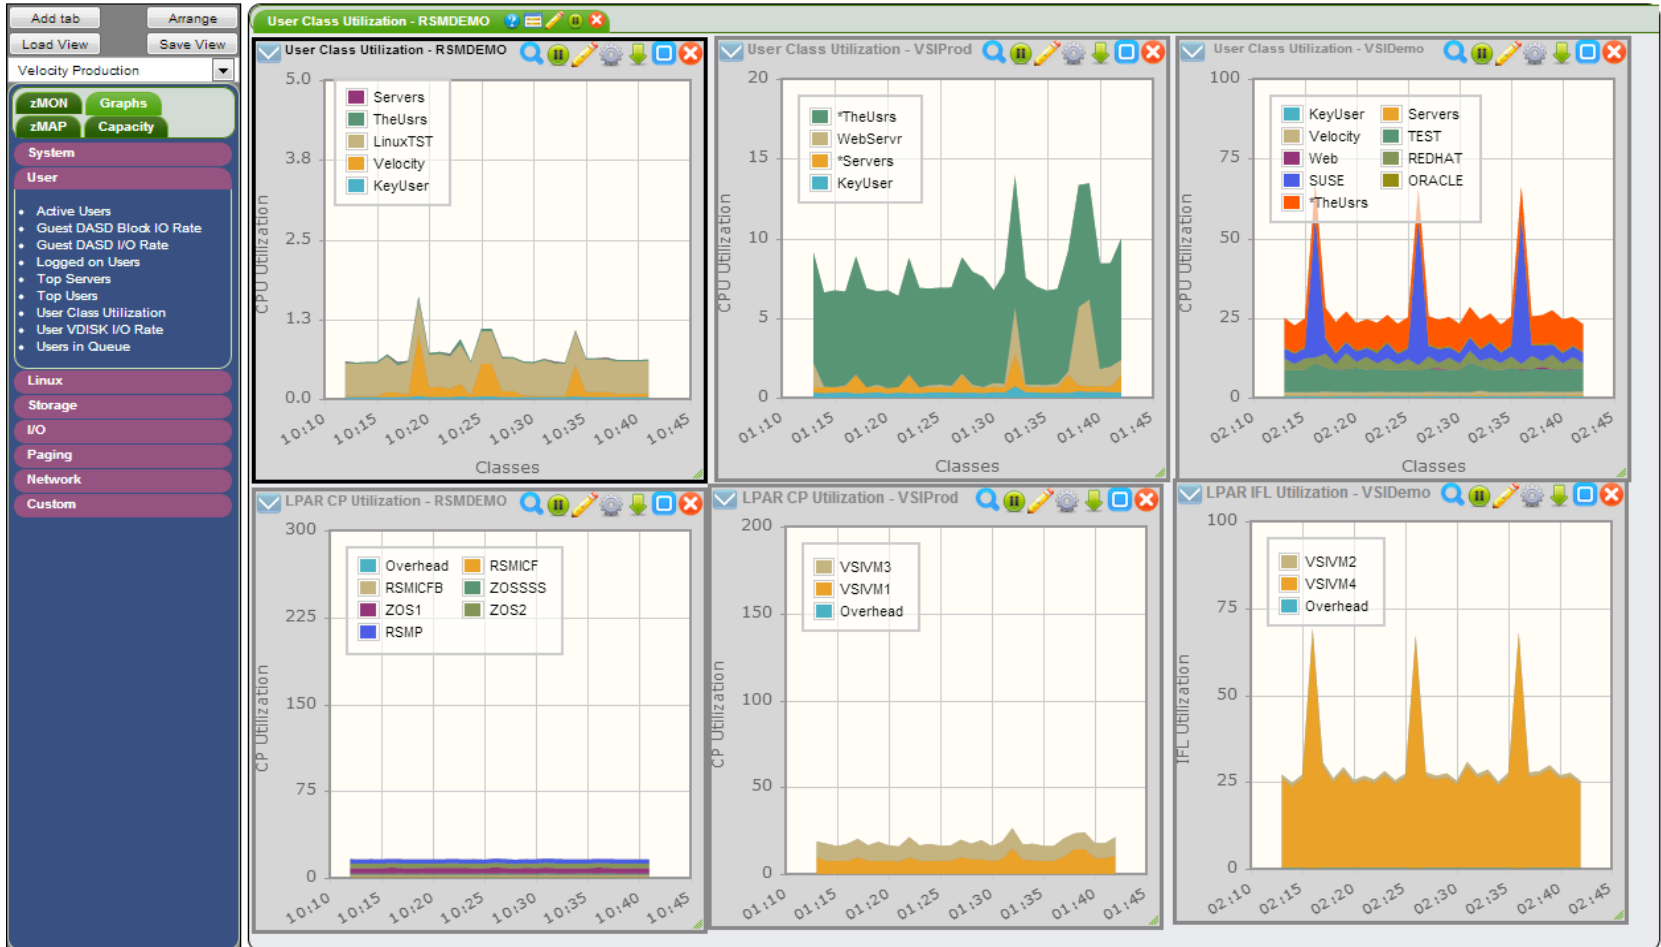 Add tab
Arrange
Load View
Save View
Velocity Production
zMON
Graphs
zMAP
Capacity
System
User
Active Users
Guest DASD Block IO Rate
Guest DASD I/O Rate
Logged on Users
Top Servers
Top Users
User Class Utilization
User VDISK I/O Rate
Users in Queue
Linux
Storage
I/O
Paging
Network
Custom
User Class Utilization - RSMDEMO
User Class Utilization - RSMDEMO
5.0
3.8
2.5
1.3
0.0
CPU Utilization
Servers
TheUsrs
LinuxTST
Velocity
KeyUser
10:10
10:15
10:20
10:25
10:30
10:35
10:40
10:45
Classes
User Class Utilization - VSIProd
20
15
10
5
0
CPU Utilization
*TheUsrs
WebServr
*Servers
KeyUser
01:10
01:15
01:20
01:25
01:30
01:35
01:40
01:45
Classes
User Class Utilization - VSIDemo
100
75
50
25
0
CPU Utilization
KeyUser
Servers
Velocity
TEST
Web
REDHAT
SUSE
ORACLE
*TheUsrs
02:10
02:15
02:20
02:25
02:30
02:35
02:40
02:45
Classes
LPAR CP Utilization - RSMDEMO
300
225
150
75
0
CP Utilization
Overhead
RSMICF
RSMICFB
ZOSSSS
ZOS1
ZOS2
RSMP
10:10
10:15
10:20
10:25
10:30
10:35
10:40
10:45
LPAR CP Utilization - VSIProd
200
150
100
50
0
CP Utilization
VSIVM3
VSIVM1
Overhead
01:10
01:15
01:20
01:25
01:30
01:35
01:40
01:45
LPAR IFL Utilization - VSIDemo
100
75
50
25
0
IFL Utilization
VSIVM2
VSIVM4
Overhead
02:10
02:15
02:20
02:25
02:30
02:35
02:40
02:45